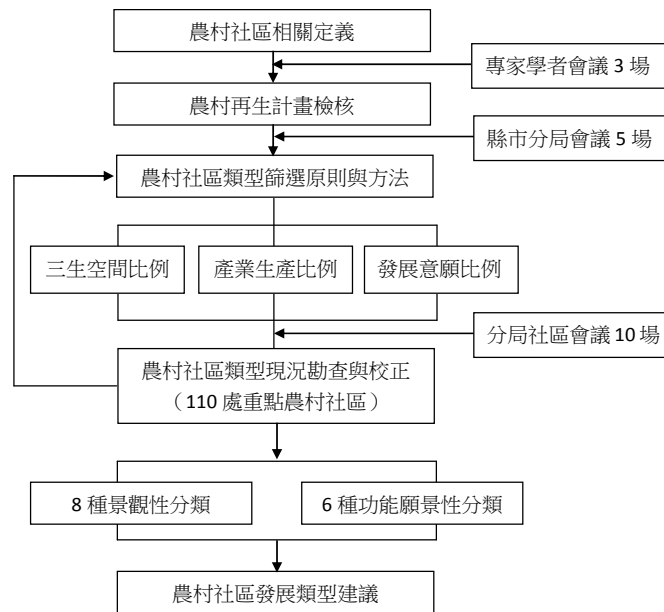 農村社區相關定義
專家學者會議 3 場
農村再生計畫檢核
縣市分局會議 5 場
農村社區類型篩選原則與方法
三生空間比例
產業生產比例
發展意願比例
分局社區會議 10 場
農村社區類型現況勘查與校正
（110 處重點農村社區）
8 種景觀性分類
6 種功能願景性分類
農村社區發展類型建議